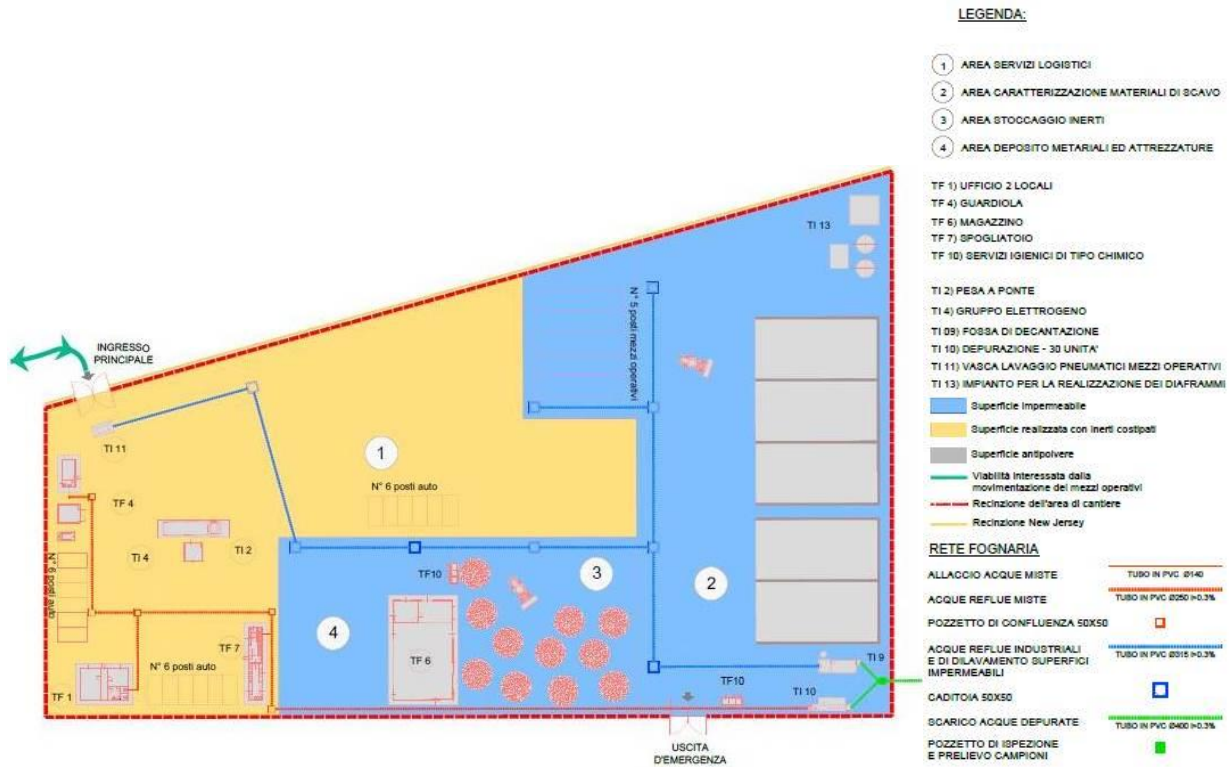 LEGENDA:
1 AREA SERVIZI LOGISTICI
2 AREA CARATTERIZZAZIONE MATERIALI DI SCAVO
3 AREA STOCCAGGIO INERTI
4 AREA DEPOSITO METARIALI ED ATTREZZATURE
TF 1) UFFICIO 2 LOCALI
TF 4) GUARDIOLA
TF 6) MAGAZZINO
TF 7) SPOGLIATOIO
TF 10) SERVIZI IGIENICI DI TIPO CHIMICO
TI 2) PESA A PONTE
TI 4) GRUPPO ELETTROGENO
TI 09) FOSSA DI DECANTAZIONE
TI 10) DEPURAZIONE - 30 UNITA'
TI 11) VASCA LAVAGGIO PNEUMATICI MEZZI OPERATIVI
TI 13) IMPIANTO PER LA REALIZZAZIONE DEI DIAFRAMMI
Superficie impermeabile
Superficie realizzata con inerti costipati
Superficie antipolvere
Viabilità interessata dalla
movimentazione dei mezzi operativi
Recinzione dell'area di cantiere
Recinzione New Jersey
RETE FOGNARIA
ALLACCIO ACQUE MISTE
TUBO IN PVC Ø140
ACQUE REFLUE MISTE
TUBO IN PVC Ø250 i>0.3%
POZZETTO DI CONFLUENZA 50X50
ACQUE REFLUE INDUSTRIALI
E DI DILAVAMENTO SUPERFICI
IMPERMEABILI
TUBO IN PVC Ø315 i>0.3%
CADITOIA 50X50
SCARICO ACQUE DEPURATE
TUBO IN PVC Ø400 i>0.3%
POZZETTO DI ISPEZIONE
E PRELIEVO CAMPIONI
INGRESSO
PRINCIPALE
TI 13
N° 5 posti mezzi operativi
TI 11
1
N° 6 posti auto
TF 4
TI 4
TI 2
N° 6 posti auto
TF10
3
2
4
TF 6
TF 7
N° 6 posti auto
TF 1
TI 9
TF10
TI 10
USCITA
D'EMERGENZA